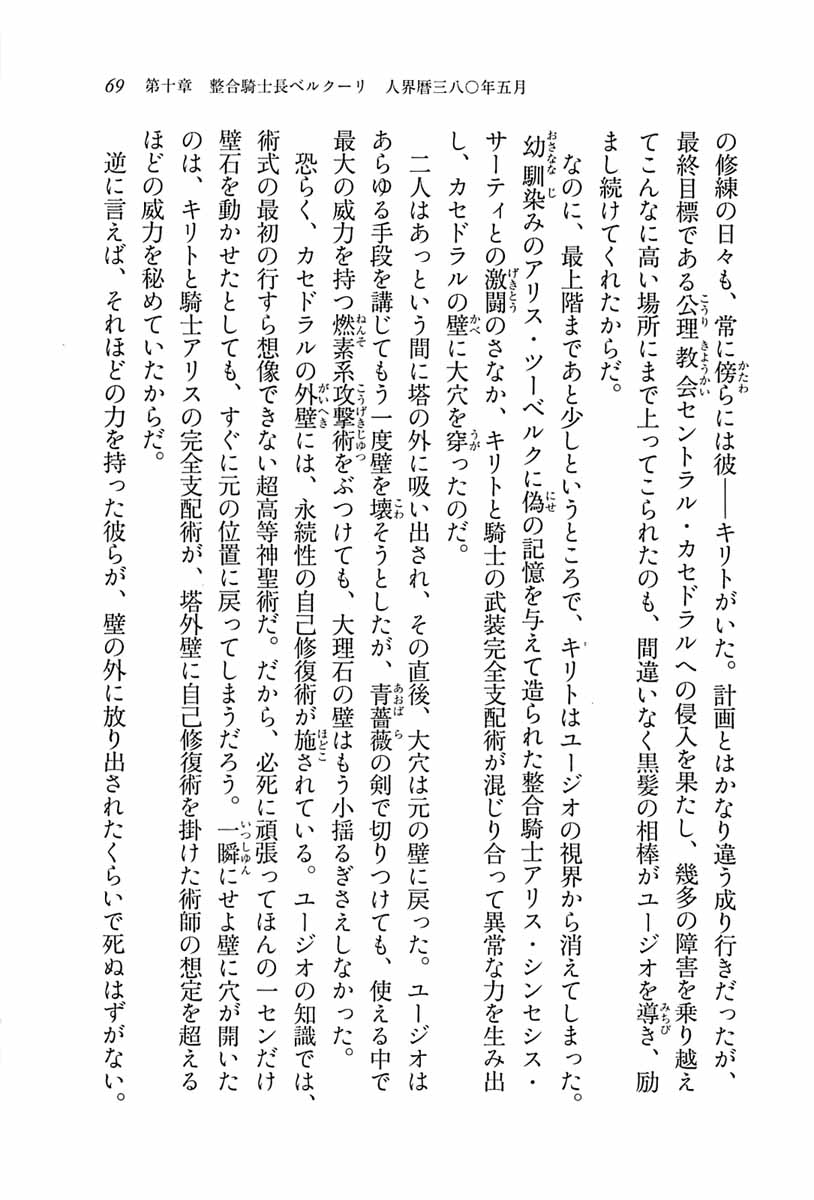 69　第十章　整合騎士長ベルクーリ　人界暦三八〇年五月
の修練の日々も、常に傍らには彼——キリトがいた。計画とはかなり違う成り行きだったが、
最終目標である公理教会セントラル・カセドラルへの侵入を果たし、幾多の障害を乗り越え
てこんなに高い場所にまで上ってこられたのも、間違いなく黒髪の相棒がユージオを導き、励
まし続けてくれたからだ。
　なのに、最上階まであと少しというところで、キリトはユージオの視界から消えてしまった。
幼馴染みのアリス・ツーベルクに偽の記憶を与えて造られた整合騎士アリス・シンセシス・
サーティとの激闘のさなか、キリトと騎士の武装完全支配術が混じり合って異常な力を生み出
し、カセドラルの壁に大穴を穿ったのだ。
　二人はあっという間に塔の外に吸い出され、その直後、大穴は元の壁に戻った。ユージオは
あらゆる手段を講じてもう一度壁を壊そうとしたが、青薔薇の剣で切りつけても、使える中で
最大の威力を持つ燃素系攻撃術をぶつけても、大理石の壁はもう小揺るぎさえしなかった。
　恐らく、カセドラルの外壁には、永続性の自己修復術が施されている。ユージオの知識では、
術式の最初の行すら想像できない超高等神聖術だ。だから、必死に頑張ってほんの一センだけ
壁石を動かせたとしても、すぐに元の位置に戻ってしまうだろう。一瞬にせよ壁に穴が開いた
のは、キリトと騎士アリスの完全支配術が、塔外壁に自己修復術を掛けた術師の想定を超える
ほどの威力を秘めていたからだ。
　逆に言えば、それほどの力を持った彼らが、壁の外に放り出されたくらいで死ぬはずがない。